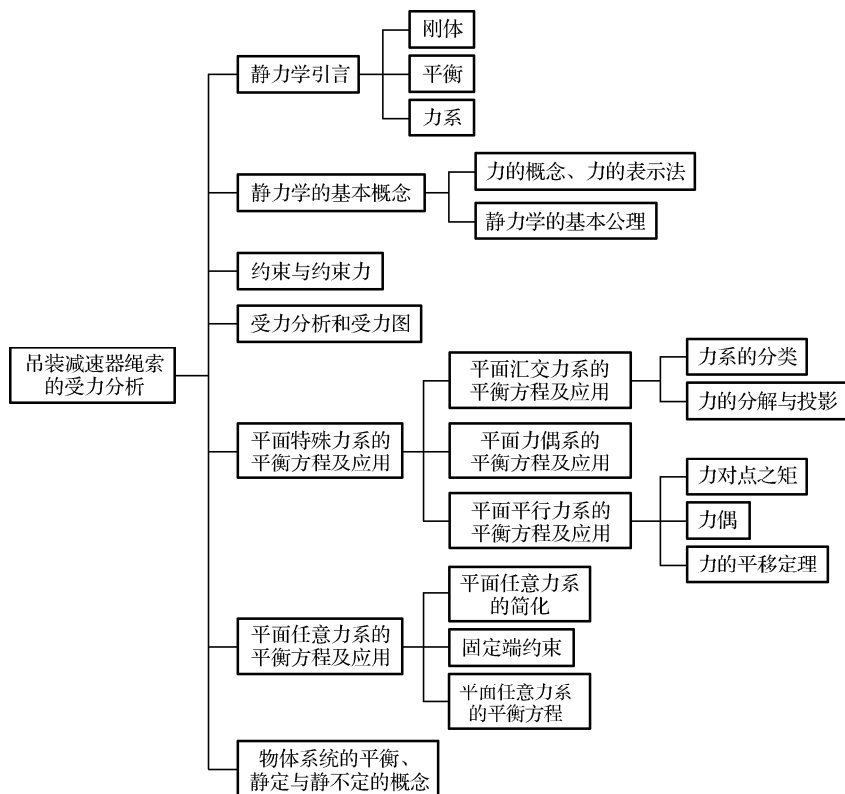 吊装减速器绳索
的受力分析
静力学引言
刚体
平衡
力系
静力学的基本概念
力的概念、力的表示法
静力学的基本公理
约束与约束力
受力分析和受力图
平面特殊力系的
平衡方程及应用
平面汇交力系的
平衡方程及应用
力系的分类
力的分解与投影
平面力偶系的
平衡方程及应用
平面平行力系的
平衡方程及应用
力对点之矩
力偶
力的平移定理
平面任意力系的
平衡方程及应用
平面任意力系
的简化
固定端约束
平面任意力系
的平衡方程
物体系统的平衡、
静定与静不定的概念